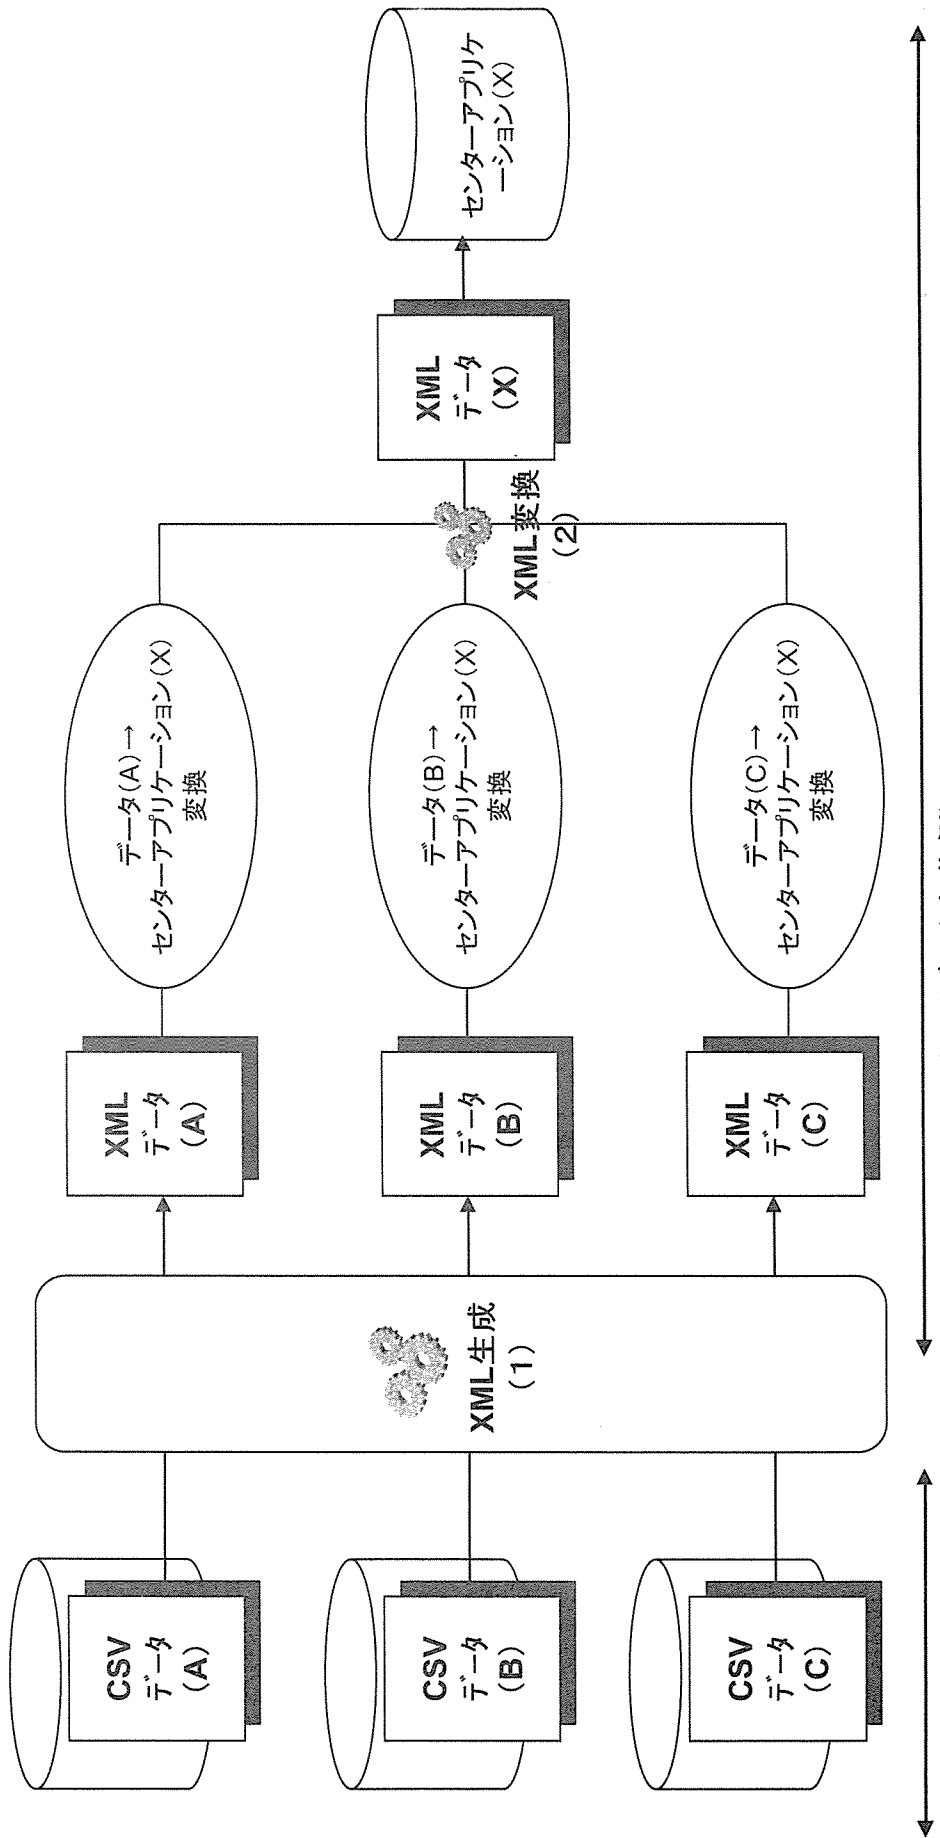 CSV
データ
(A)
CSV
データ
(B)
CSV
データ
(C)
XML生成
(1)
XML
データ
(A)
XML
データ
(B)
XML
データ
(C)
データ(A)→
センターアプリケーション(X)
変換
データ(B)→
センターアプリケーション(X)
変換
データ(C)→
センターアプリケーション(X)
変換
XML変換
(2)
XML
データ
(X)
センターアプリケ
ーション(X)